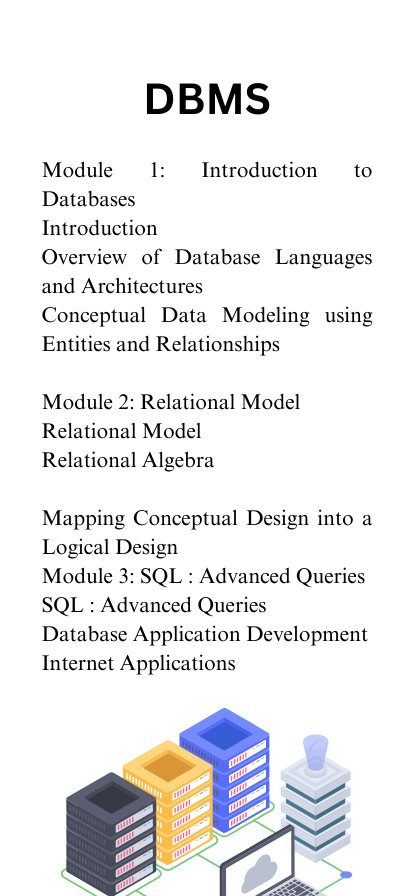 DBMS
Module 1: Introduction to
Databases
Introduction
Overview of Database Languages
and Architectures
Conceptual Data Modeling using
Entities and Relationships
Module 2: Relational Model
Relational Model
Relational Algebra
Mapping Conceptual Design into a
Logical Design
Module 3: SQL : Advanced Queries
SQL : Advanced Queries
Database Application Development
Internet Applications